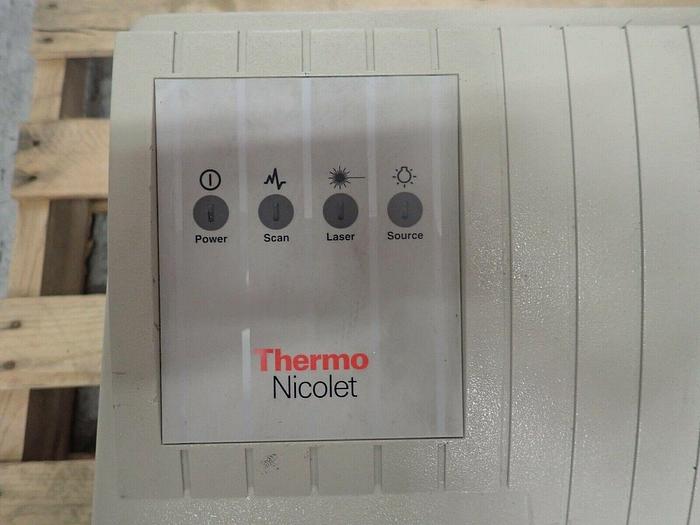 Power Scan Laser Source
Thermo
Nicolet